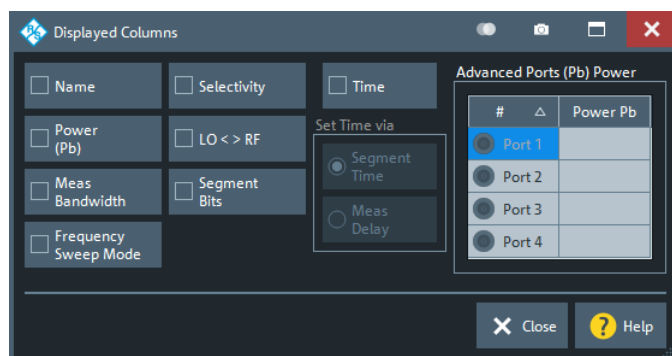 Displayed Columns
Name
Selectivity
Time
Power
(Pb)
LO < > RF
Meas
Bandwidth
Segment
Bits
Frequency
Sweep Mode
Set Time via
Segment
Time
Meas
Delay
Advanced Ports (Pb) Power
# Power Pb
Port 1
Port 2
Port 3
Port 4
Close
Help